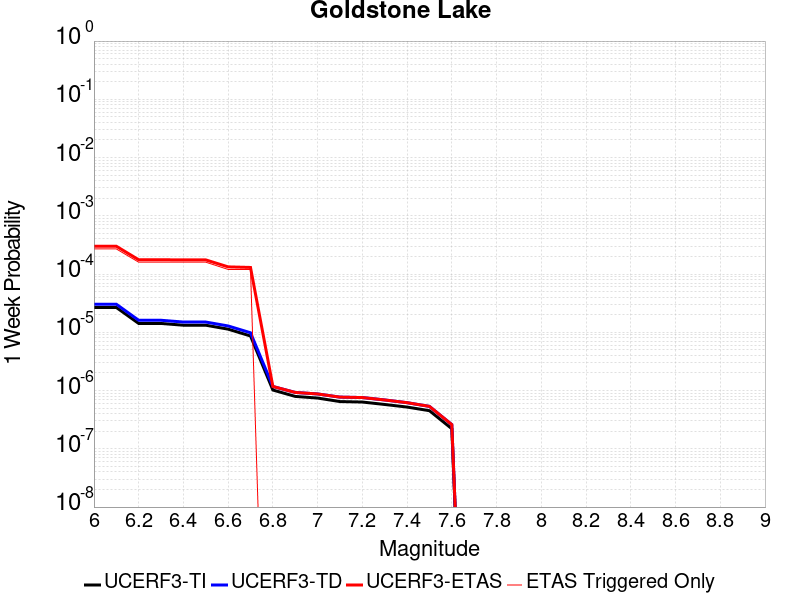 Goldstone Lake
10^0
10^-1
10^-2
10^-3
10^-4
10^-5
10^-6
10^-7
10^-8
1 Week Probability
6 6.2 6.4 6.6 6.8 7 7.2 7.4 7.6 7.8 8 8.2 8.4 8.6 8.8 9
Magnitude
UCERF3-TI UCERF3-TD UCERF3-ETAS ETAS Triggered Only